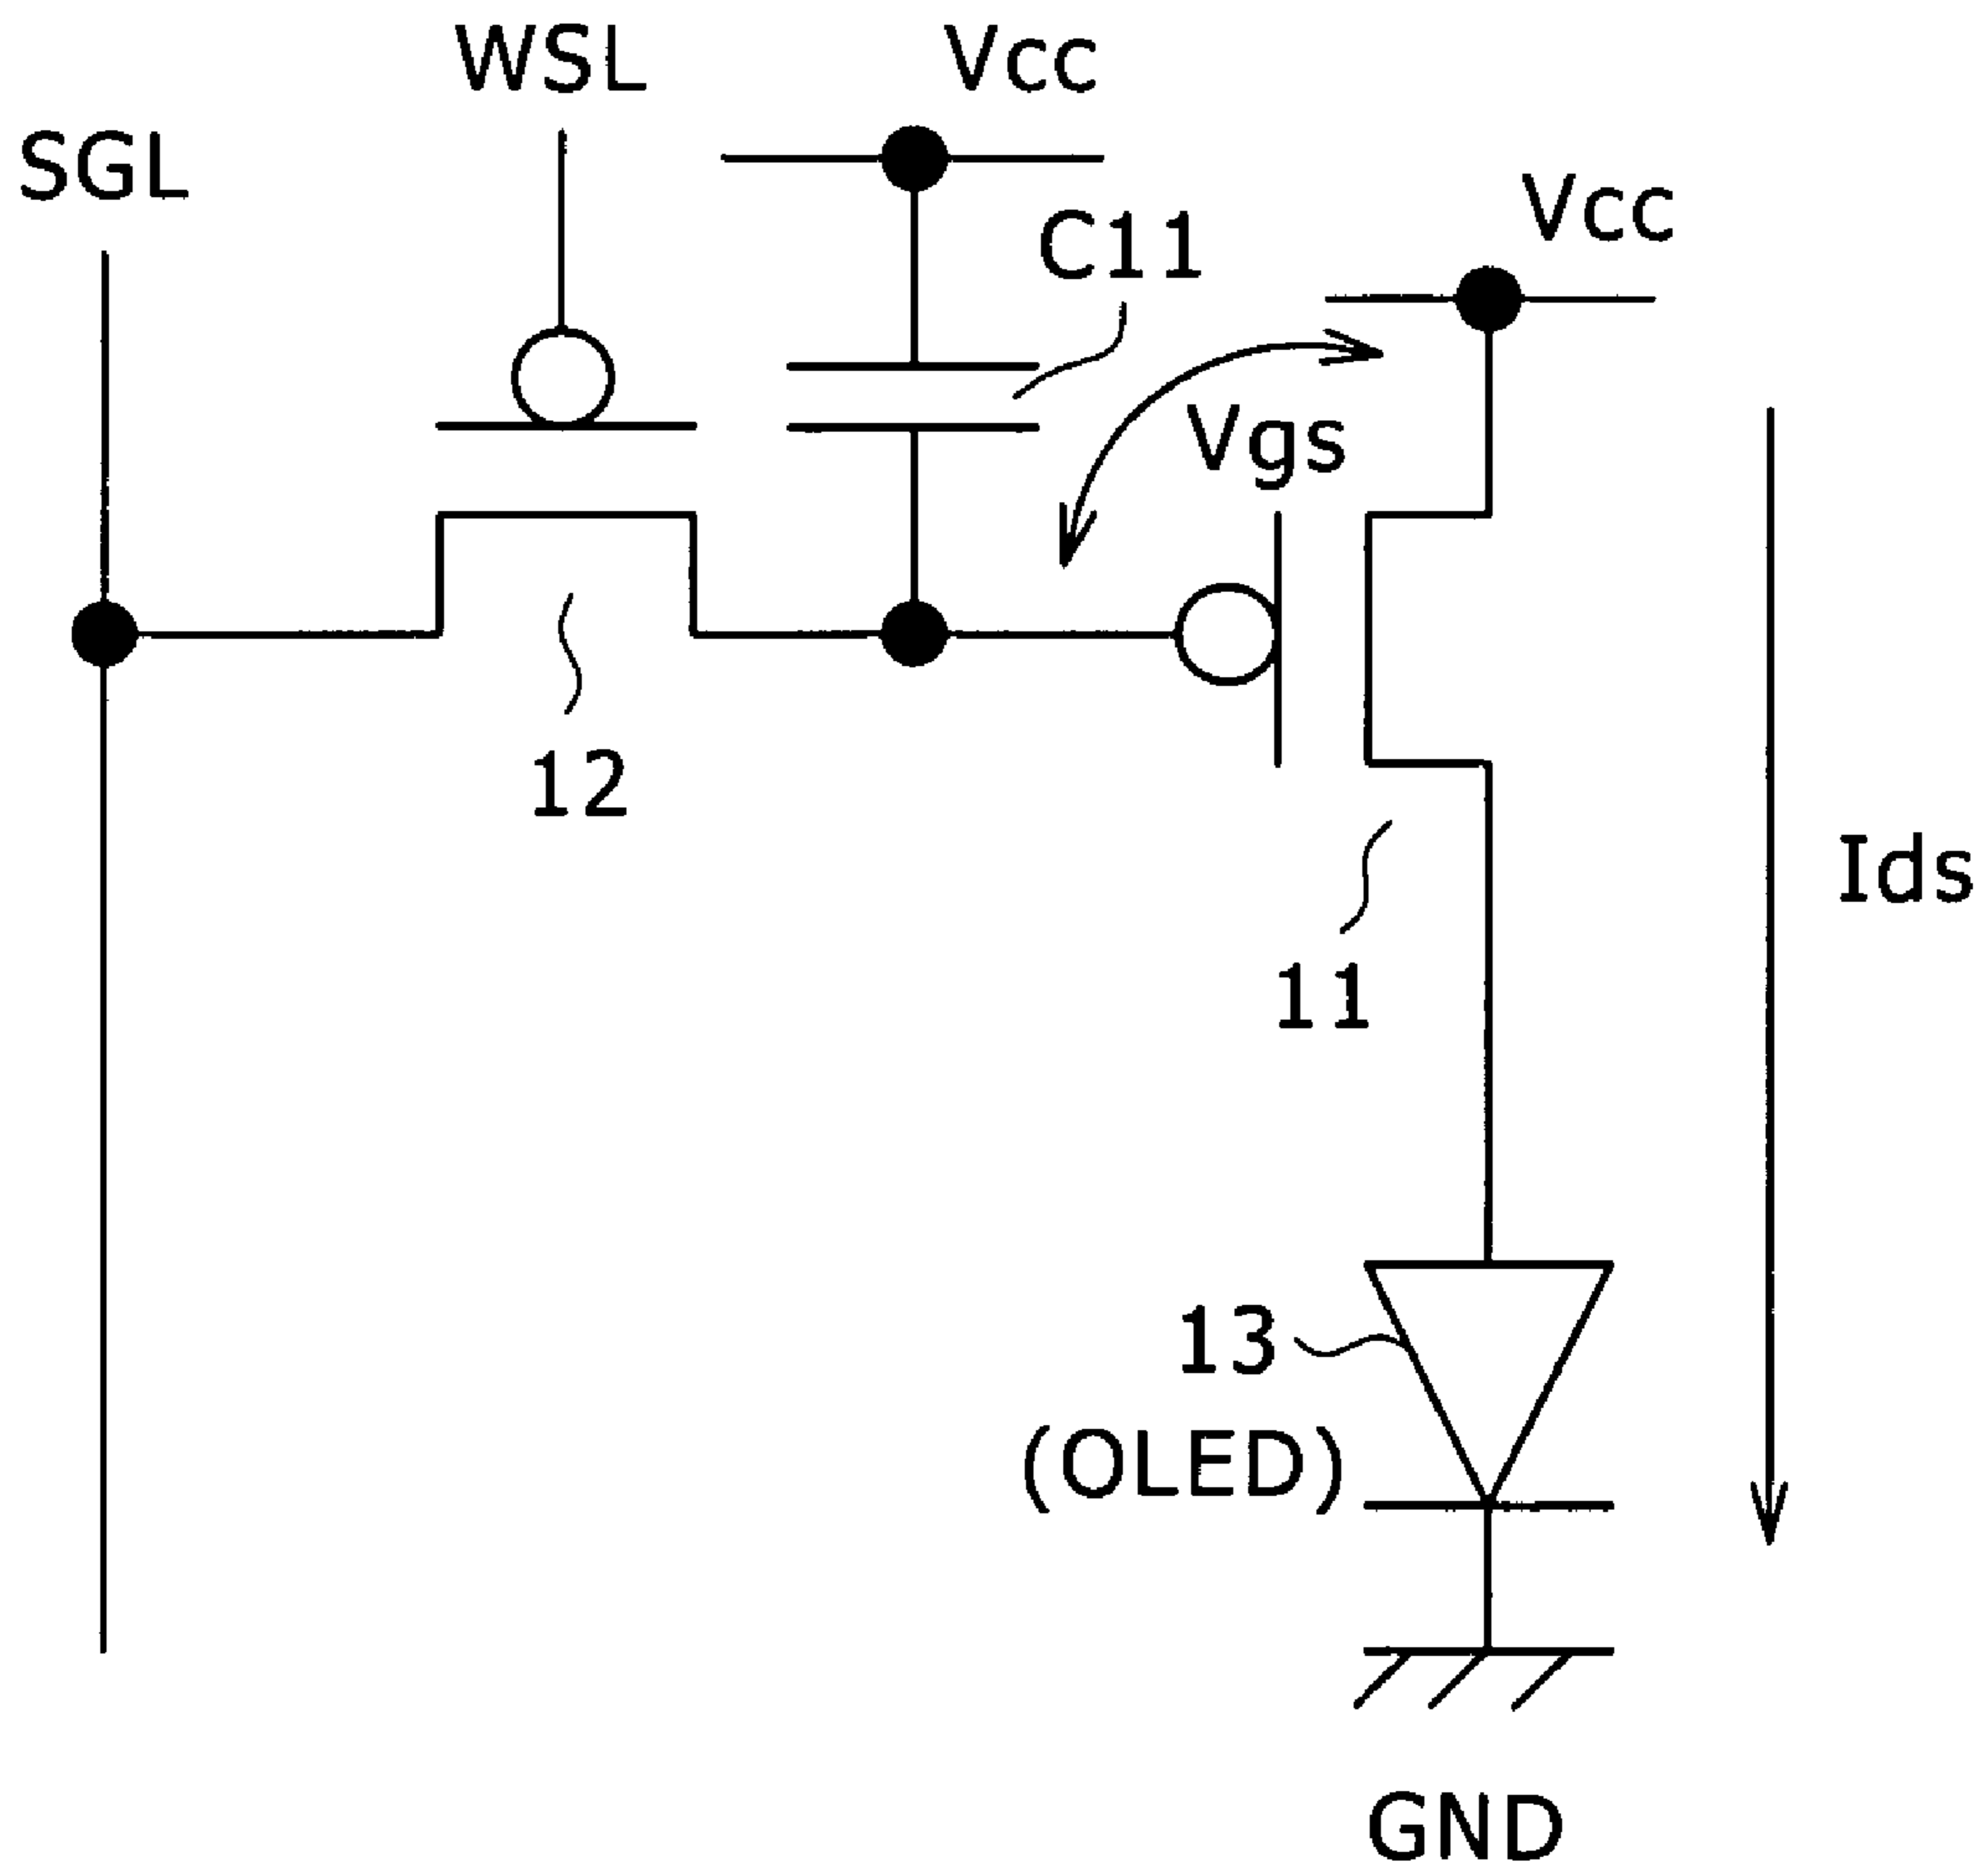 WSL
Vcc
SGL
Vcc
C11
Vgs
12
Ids
11
13
(OLED)
GND